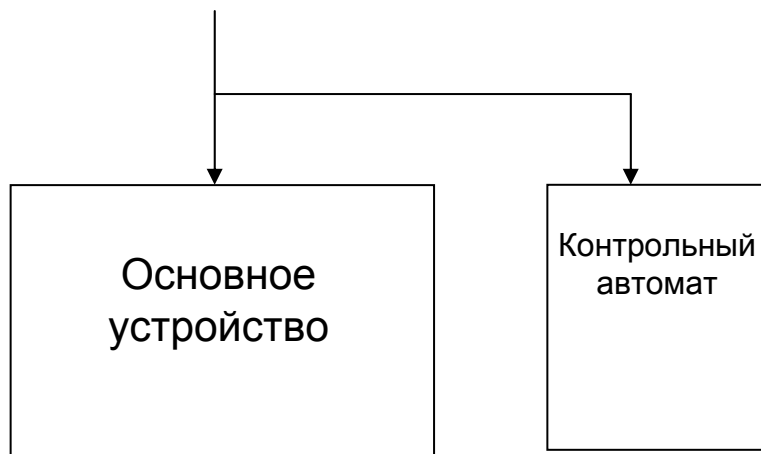 Основное
устройство
Контрольный
автомат